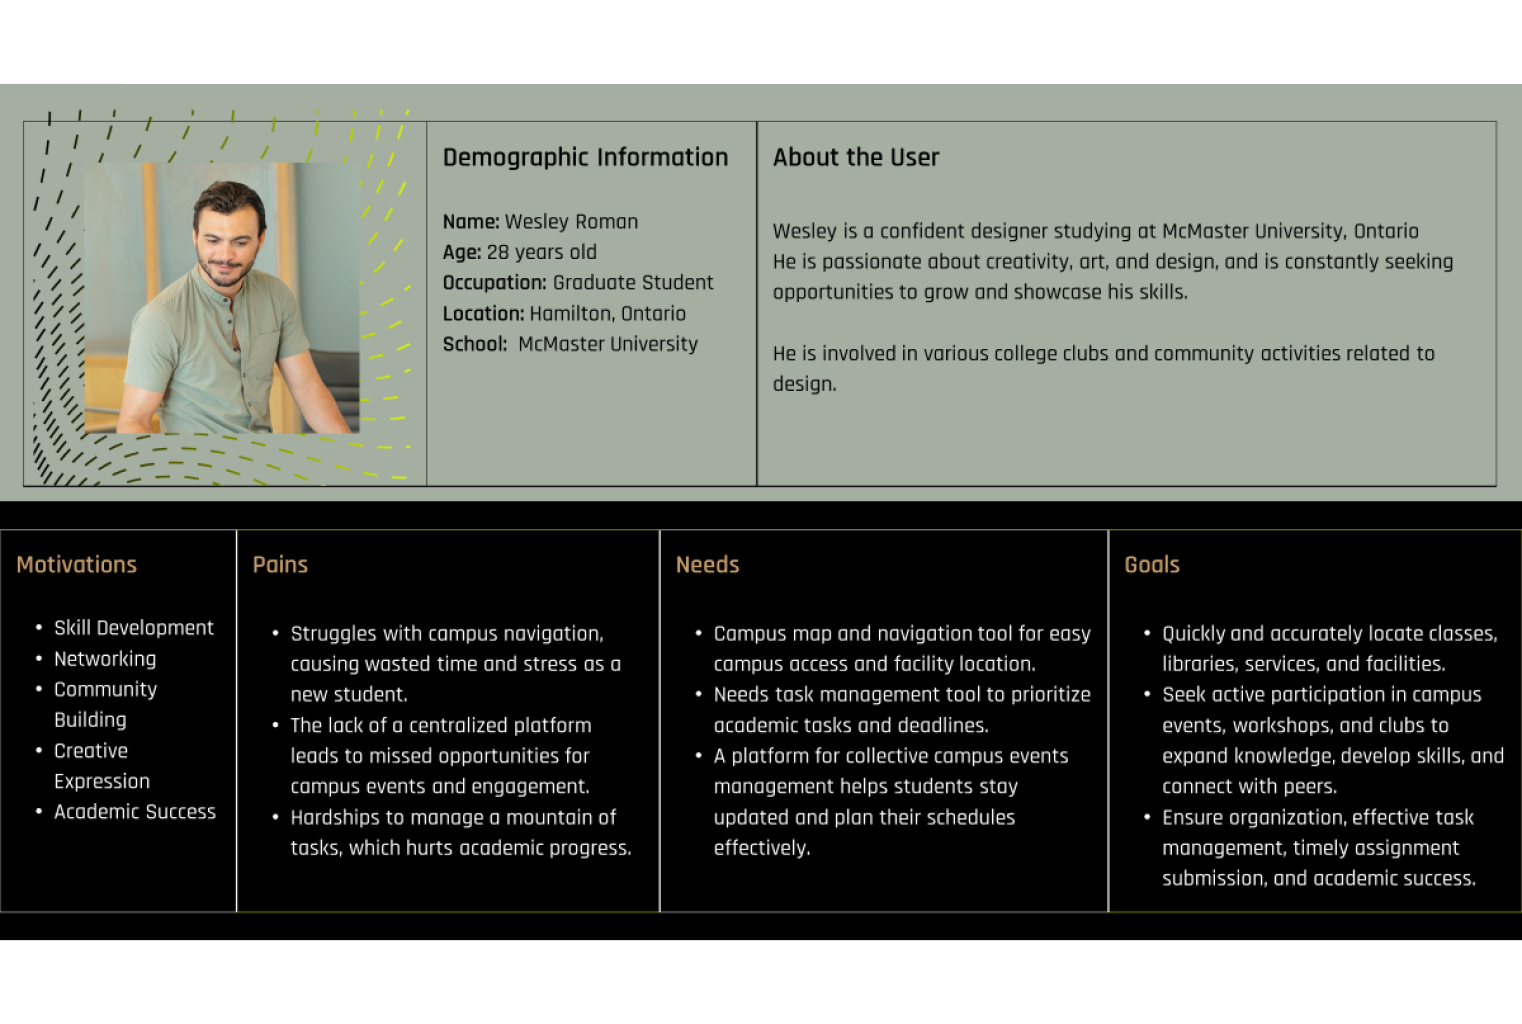 Demographic Information
Name: Wesley Roman
Age: 28 years old
Occupation: Graduate Student
Location: Hamilton, Ontario
School: McMaster University
About the User
Wesley is a confident designer studying at McMaster University, Ontario
He is passionate about creativity, art, and design, and is constantly seeking
opportunities to grow and showcase his skills.
He is involved in various college clubs and community activities related to
design.
Motivations
• Skill Development
• Networking
• Community
Building
• Creative
Expression
• Academic Success
Pains
• Struggles with campus navigation,
causing wasted time and stress as a
new student.
• The lack of a centralized platform
leads to missed opportunities for
campus events and engagement.
• Hardships to manage a mountain of
tasks, which hurts academic progress.
Needs
• Campus map and navigation tool for easy
campus access and facility location.
• Needs task management tool to prioritize
academic tasks and deadlines.
• A platform for collective campus events
management helps students stay
updated and plan their schedules
effectively.
Goals
• Quickly and accurately locate classes,
libraries, services, and facilities.
• Seek active participation in campus
events, workshops, and clubs to
expand knowledge, develop skills, and
connect with peers.
• Ensure organization, effective task
management, timely assignment
submission, and academic success.